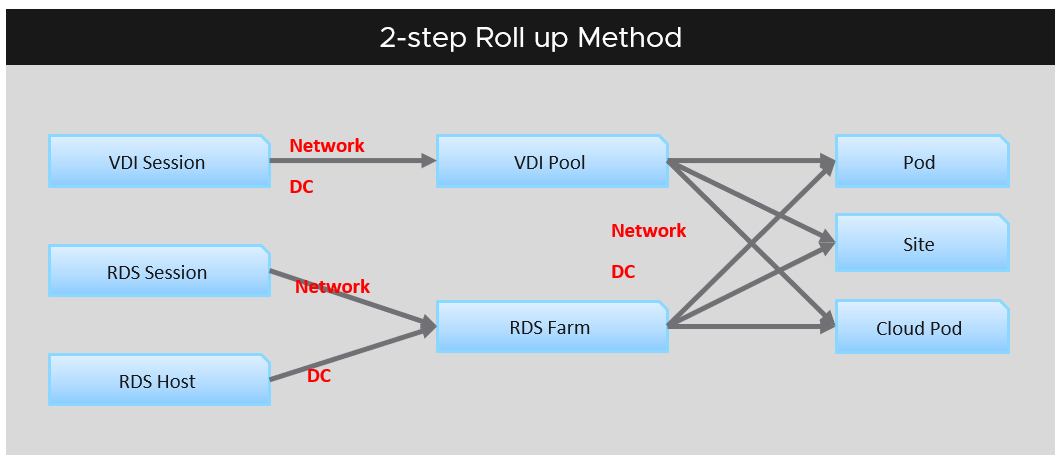 2-step Roll up Method
VDI Session
Network
DC
VDI Pool
Pod
RDS Session
Network
Network
DC
Site
RDS Host
DC
RDS Farm
Cloud Pod